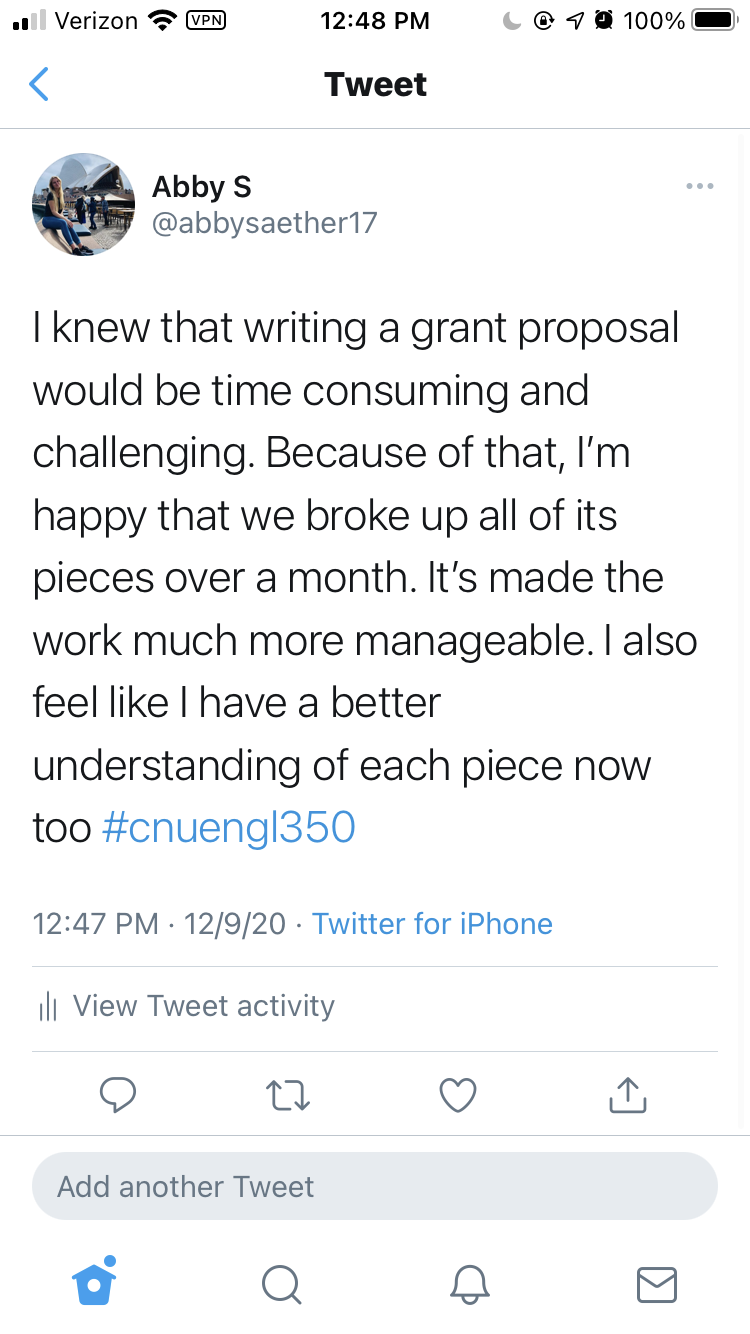 Verizon VPN 12:48 PM 100%
Tweet
Abby S
@abbysaether17
I knew that writing a grant proposal
would be time consuming and
challenging. Because of that, I’m
happy that we broke up all of its
pieces over a month. It’s made the
work much more manageable. I also
feel like I have a better
understanding of each piece now
too #cnuengl350
12:47 PM · 12/9/20 · Twitter for iPhone
View Tweet activity
Add another Tweet